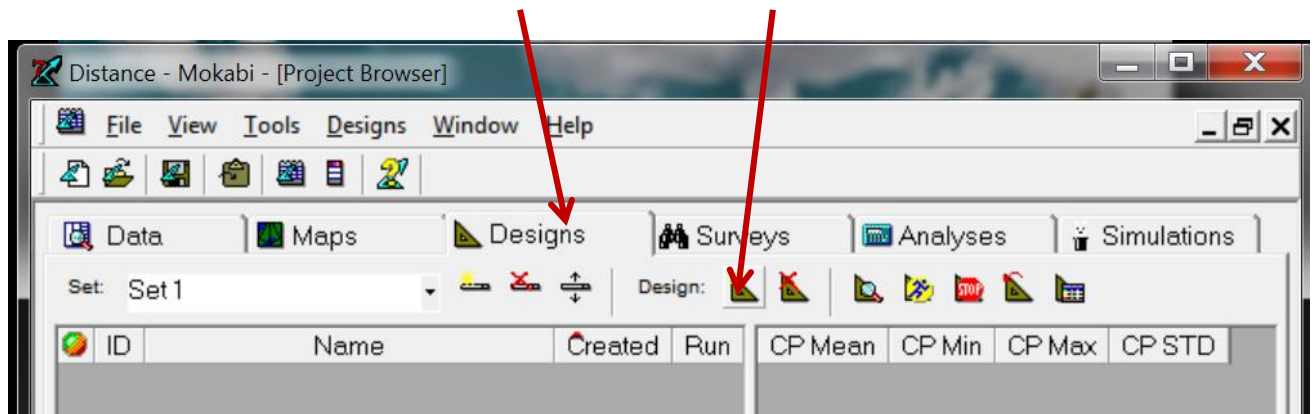 Distance - Mokabi - [Project Browser]
File View Tools Designs Window Help
Data Maps Designs Surveys Analyses Simulations
Set: Set 1 Design: STOP
ID Name Created Run CP Mean CP Min CP Max CP STD